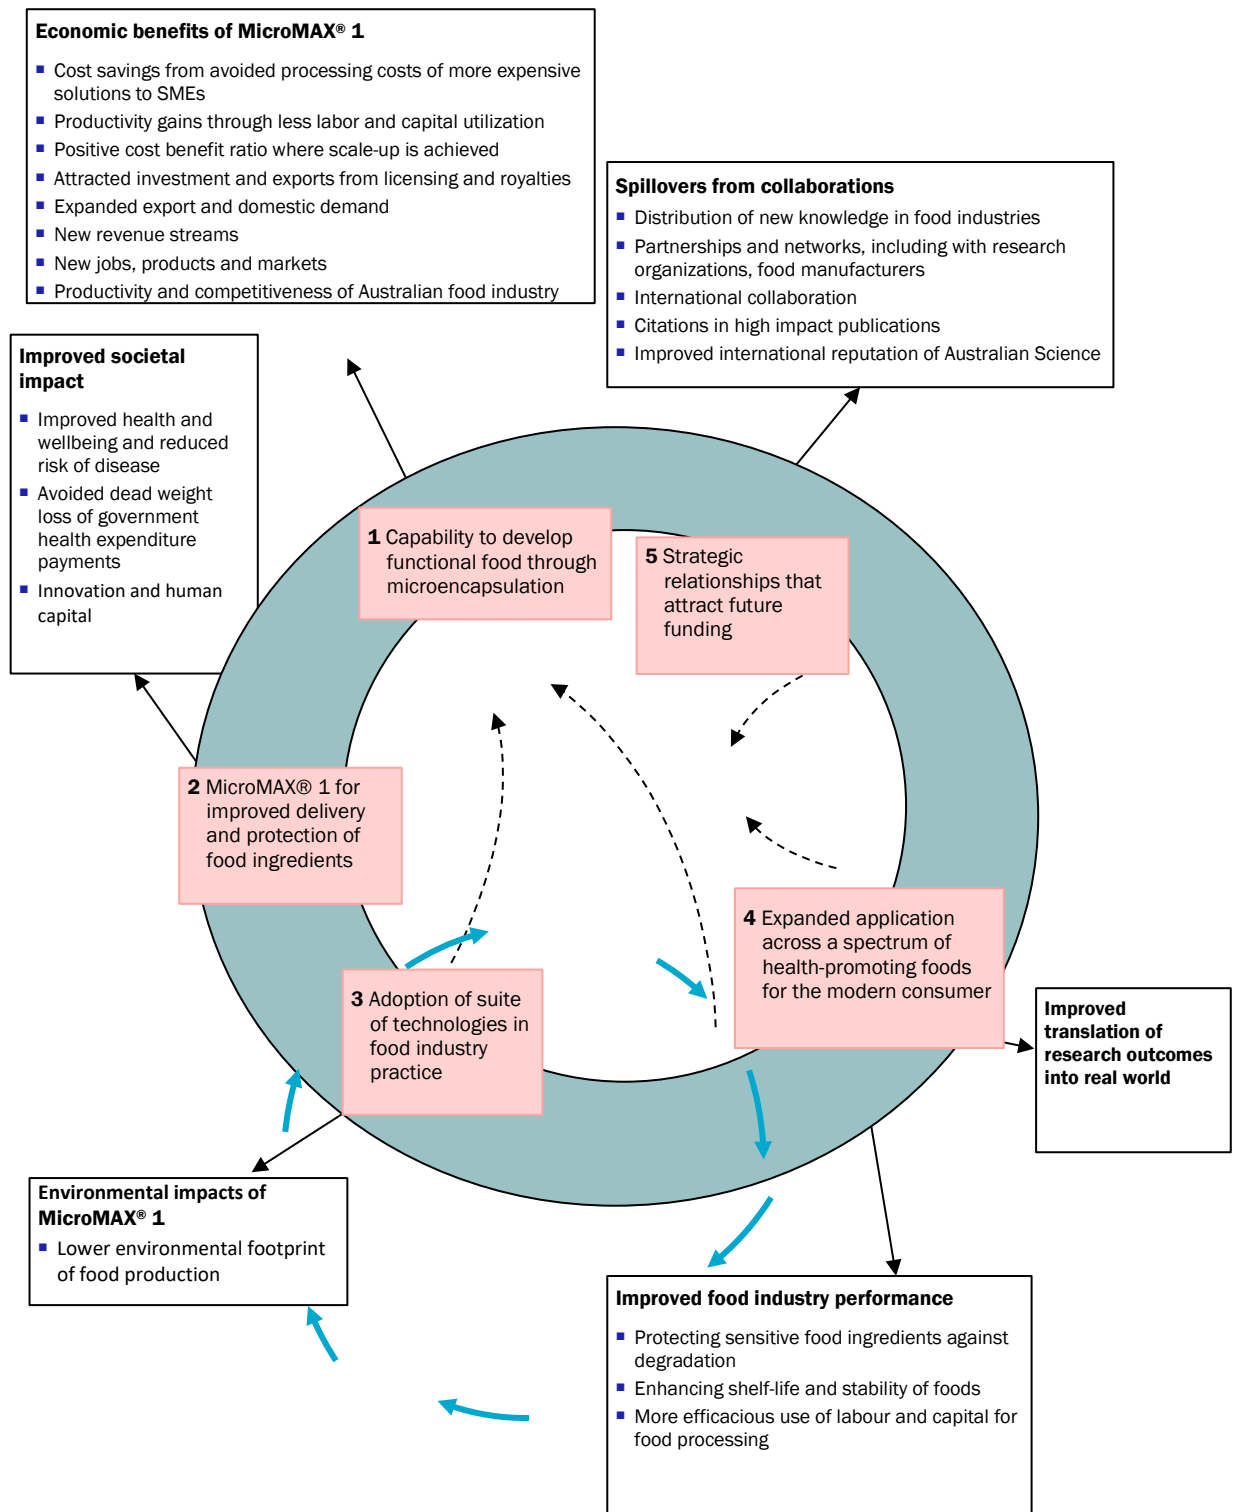 Economic benefits of MicroMAX® 1
▪ Cost savings from avoided processing costs of more expensive
solutions to SMEs
▪ Productivity gains through less labor and capital utilization
▪ Positive cost benefit ratio where scale-up is achieved
▪ Attracted investment and exports from licensing and royalties
▪ Expanded export and domestic demand
▪ New revenue streams
▪ New jobs, products and markets
▪ Productivity and competitiveness of Australian food industry
Spillovers from collaborations
▪ Distribution of new knowledge in food industries
▪ Partnerships and networks, including with research
organizations, food manufacturers
▪ International collaboration
▪ Citations in high impact publications
▪ Improved international reputation of Australian Science
Improved societal
impact
▪ Improved health and
wellbeing and reduced
risk of disease
▪ Avoided dead weight
loss of government
health expenditure
payments
▪ Innovation and human
capital
1 Capability to develop
functional food through
microencapsulation
5 Strategic
relationships that
attract future
funding
2 MicroMAX® 1 for
improved delivery
and protection of
food ingredients
3 Adoption of suite
of technologies in
food industry
practice
4 Expanded application
across a spectrum of
health-promoting foods
for the modern consumer
Improved
translation of
research outcomes
into real world
Environmental impacts of
MicroMAX® 1
▪ Lower environmental footprint
of food production
Improved food industry performance
▪ Protecting sensitive food ingredients against
degradation
▪ Enhancing shelf-life and stability of foods
▪ More efficacious use of labour and capital for
food processing